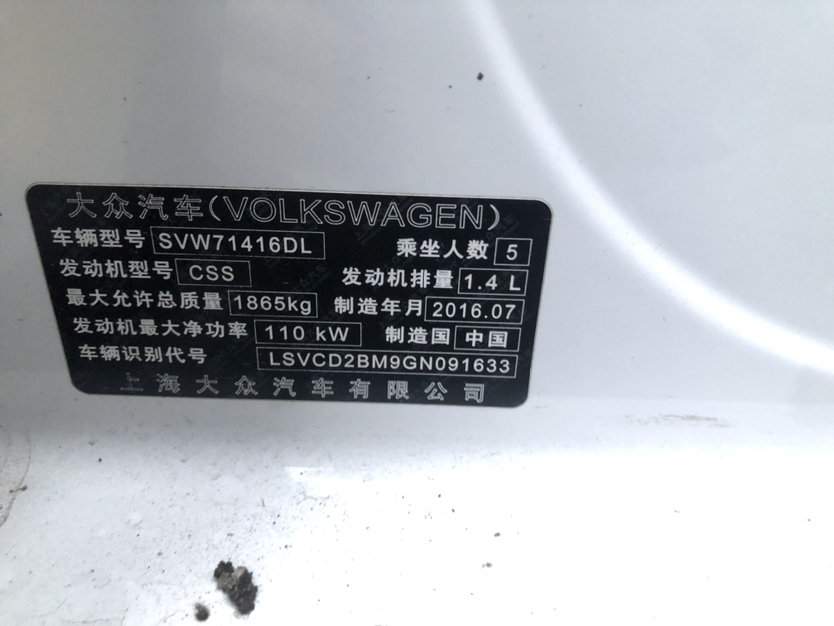 大众汽车(VOLKSWAGEN)
车辆型号 SVW71416DL 乘坐人数 5
发动机型号 CSS 发动机排量 1.4 L
最大允许总质量 1865kg 制造年月 2016.07
发动机最大净功率 110 kW 制造国 中国
车辆识别代号 LSVCD2BM9GN091633
上海大众汽车有限公司